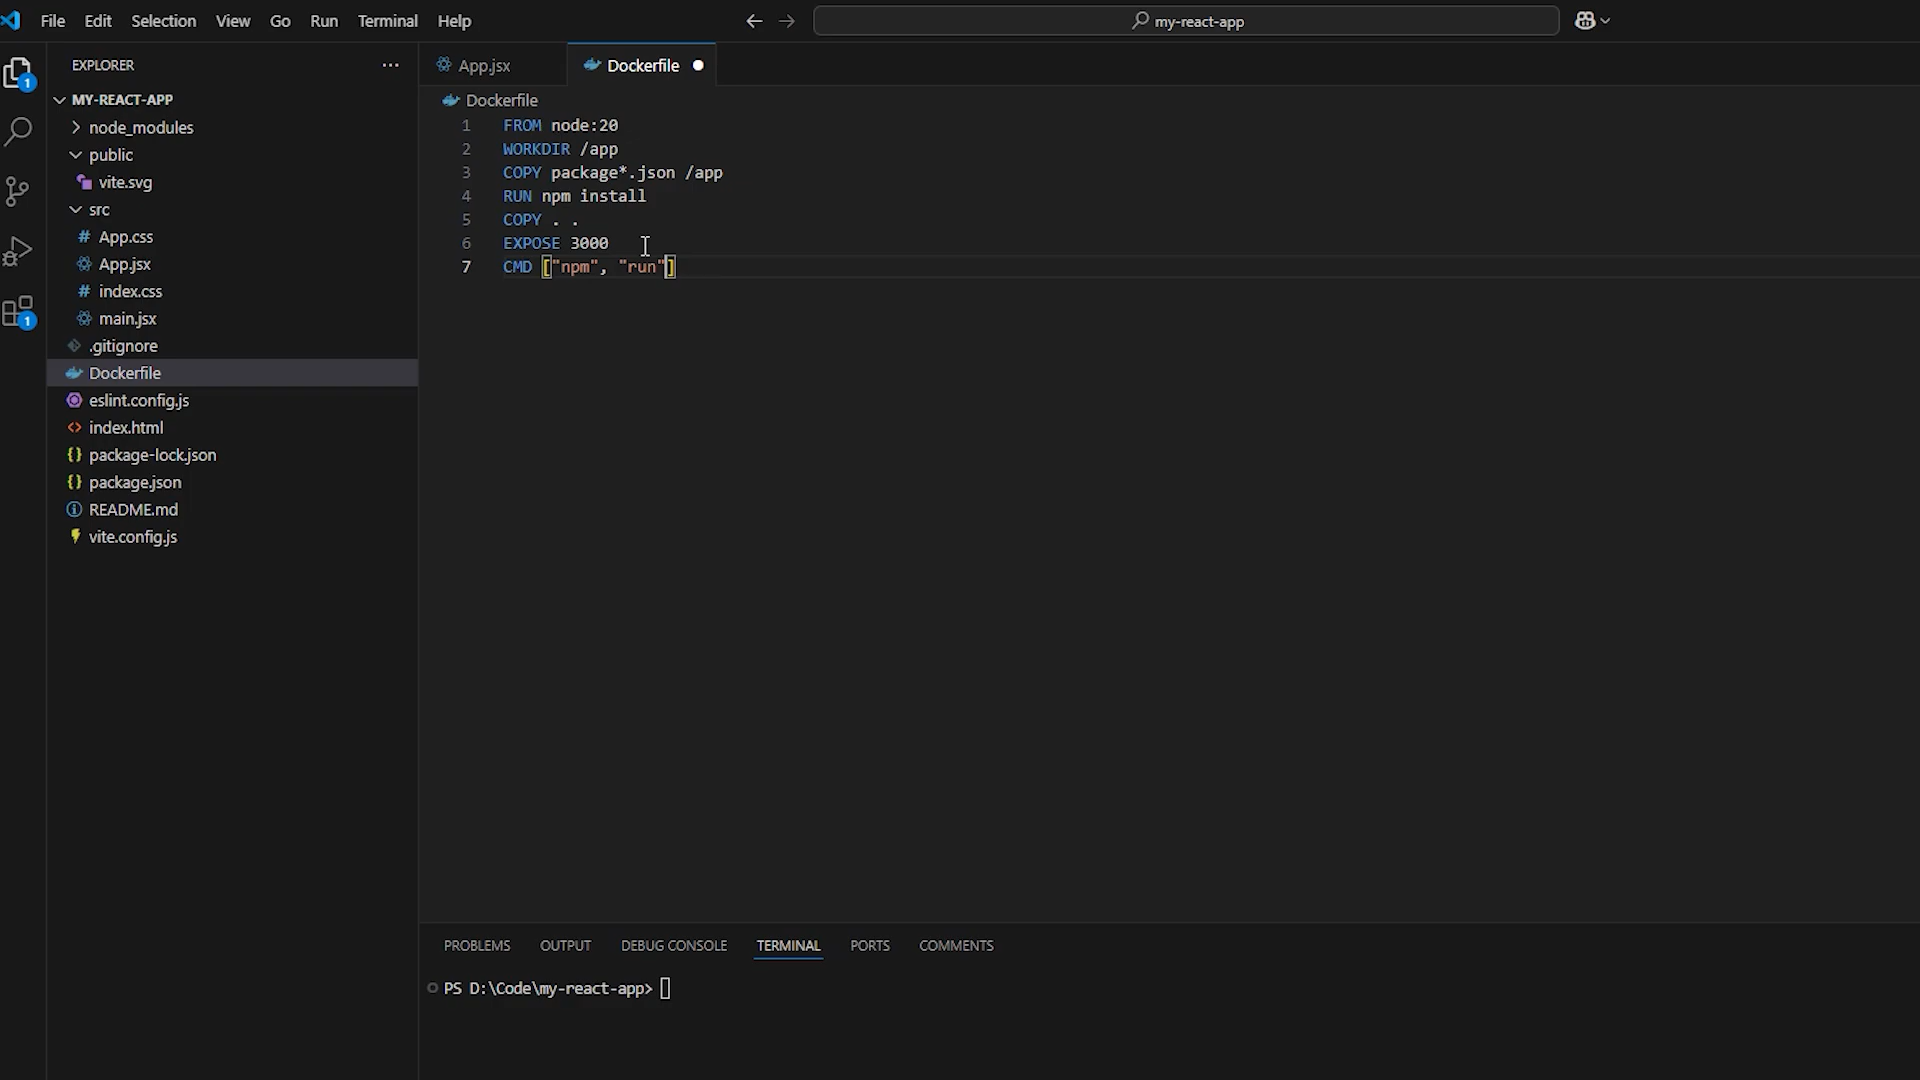 File Edit Selection View Go Run Terminal Help
my-react-app
EXPLORER
MY-REACT-APP
node_modules
public
vite.svg
src
# App.css
App.jsx
# index.css
main.jsx
.gitignore
Dockerfile
eslint.config.js
<> index.html
{} package-lock.json
{} package.json
README.md
vite.config.js
1
1
App.jsx
Dockerfile
Dockerfile
1 FROM node:20
2 WORKDIR /app
3 COPY package*.json /app
4 RUN npm install
5 COPY . .
6 EXPOSE 3000
7 CMD ["npm", "run"]
PROBLEMS OUTPUT DEBUG CONSOLE TERMINAL PORTS COMMENTS
PS D:\Code\my-react-app>